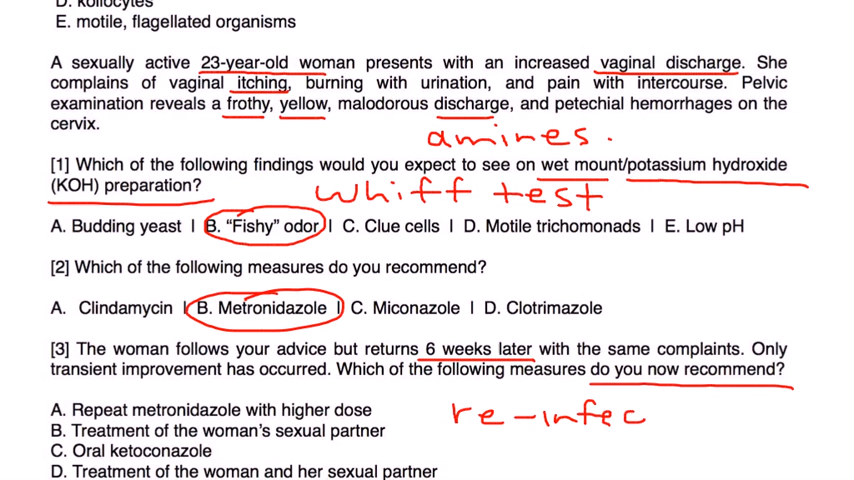 D. koilocytes
E. motile, flagellated organisms
A sexually active 23-year-old woman presents with an increased vaginal discharge. She
complains of vaginal itching, burning with urination, and pain with intercourse. Pelvic
examination reveals a frothy, yellow, malodorous discharge, and petechial hemorrhages on the
cervix.
amines.
[1] Which of the following findings would you expect to see on wet mount/potassium hydroxide
(KOH) preparation?
whiff test
A. Budding yeast I B. “Fishy” odor I C. Clue cells I D. Motile trichomonads I E. Low pH
[2] Which of the following measures do you recommend?
A. Clindamycin I B. Metronidazole I C. Miconazole I D. Clotrimazole
[3] The woman follows your advice but returns 6 weeks later with the same complaints. Only
transient improvement has occurred. Which of the following measures do you now recommend?
A. Repeat metronidazole with higher dose
re-infec
B. Treatment of the woman's sexual partner
C. Oral ketoconazole
D. Treatment of the woman and her sexual partner